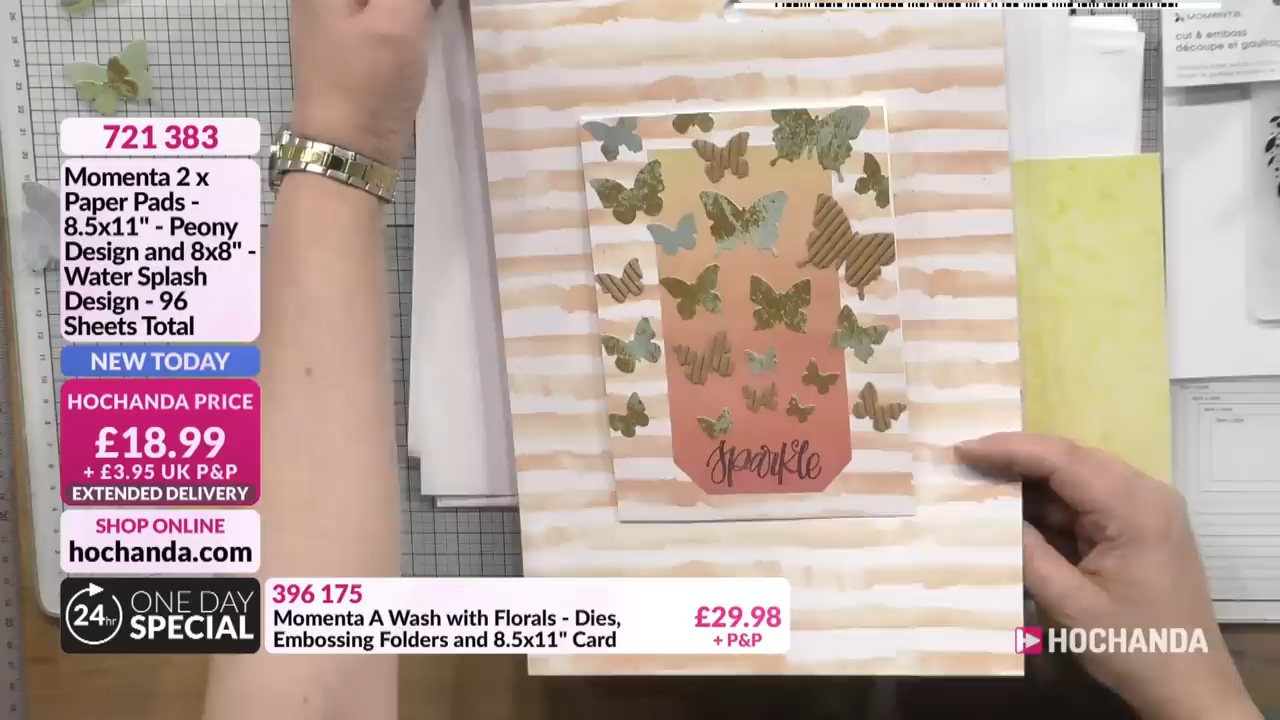 MOMENTA
cut & emboss
découpe et gaufrag
721 383
Momenta 2 x
Paper Pads -
8.5x11" - Peony
Design and 8x8" -
Water Splash
Design - 96
Sheets Total
NEW TODAY
HOCHANDA PRICE
£18.99
+ £3.95 UK P&P
EXTENDED DELIVERY
SHOP ONLINE
hochanda.com
sparkle
24hr
ONE DAY
SPECIAL
396 175
Momenta A Wash with Florals - Dies,
Embossing Folders and 8.5x11" Card
£29.98
+ P&P
HOCHANDA